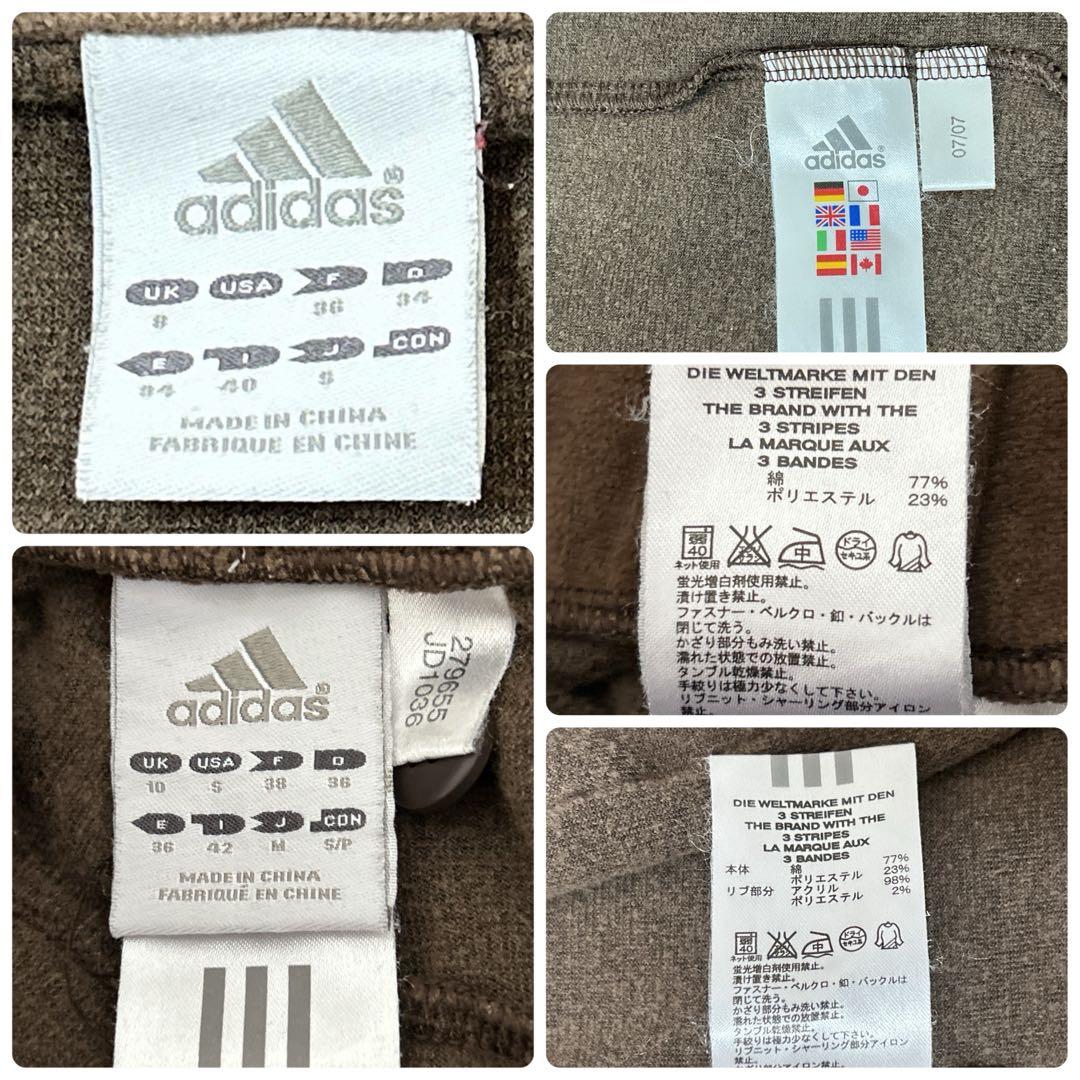 adidas®
UK USA F D
8 36 34
E I J CON
34 40 S
MADE IN CHINA
FABRIQUE EN CHINE
adidas®
07/07
DIE WELTMARKE MIT DEN
3 STREIFEN
THE BRAND WITH THE
3 STRIPES
LA MARQUE AUX
3 BANDES
綿 77%
ポリエステル 23%
40 中 ドライ セキユ系
ネット使用
蛍光増白剤使用禁止。
漬け置き禁止。
ファスナー・ベルクロ・釦・バックルは
閉じて洗う。
かざり部分もみ洗い禁止。
濡れた状態での放置禁止。
タンブル乾燥禁止。
手絞りは極力少なくして下さい。
リブニット・シャーリング部分アイロン
禁止。
adidas®
UK USA F D
10 S 38 36
E I J CON
36 42 M S/P
MADE IN CHINA
FABRIQUE EN CHINE
279655
JD1036
DIE WELTMARKE MIT DEN
3 STREIFEN
THE BRAND WITH THE
3 STRIPES
LA MARQUE AUX
3 BANDES
本体 綿 77%
ポリエステル 23%
リブ部分 アクリル 98%
ポリエステル 2%
40 中 ドライ セキユ系
ネット使用
蛍光増白剤使用禁止。
漬け置き禁止。
ファスナー・ベルクロ・釦・バックルは
閉じて洗う。
かざり部分もみ洗い禁止。
濡れた状態での放置禁止。
タンブル乾燥禁止。
手絞りは極力少なくして下さい。
リブニット・シャーリング部分アイロン
禁止。